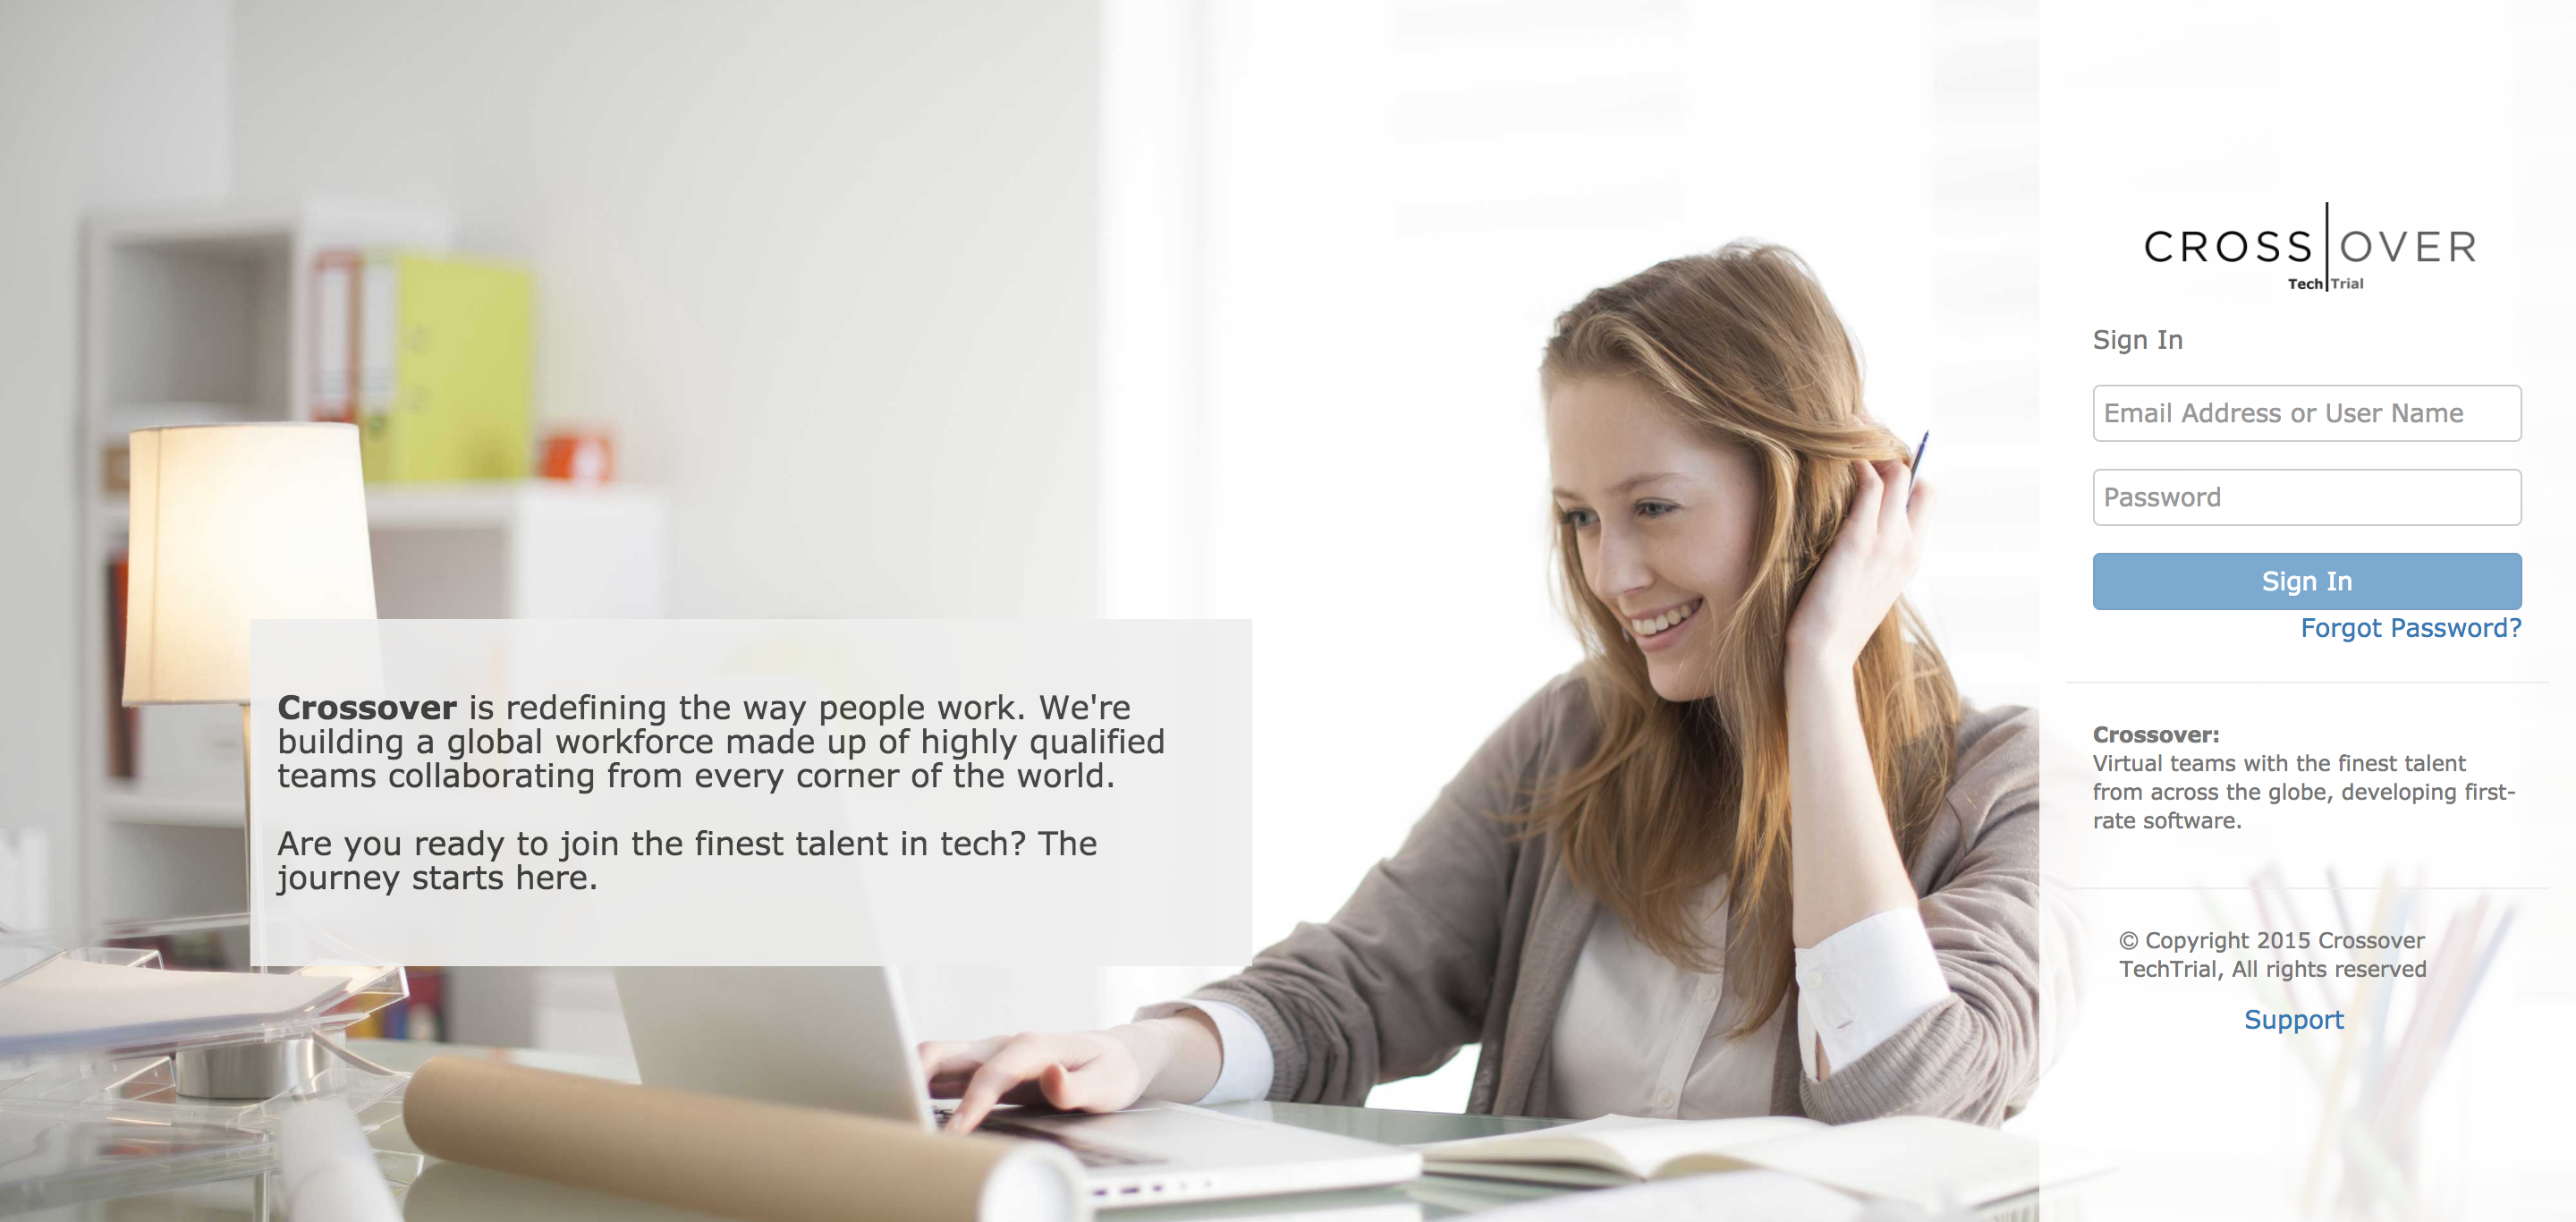 Crossover is redefining the way people work. We're
building a global workforce made up of highly qualified
teams collaborating from every corner of the world.
Are you ready to join the finest talent in tech? The
journey starts here.
CROSS|OVER
Tech|Trial
Sign In
Email Address or User Name
Password
Sign In
Forgot Password?
Crossover:
Virtual teams with the finest talent
from across the globe, developing first-
rate software.
© Copyright 2015 Crossover
TechTrial, All rights reserved
Support